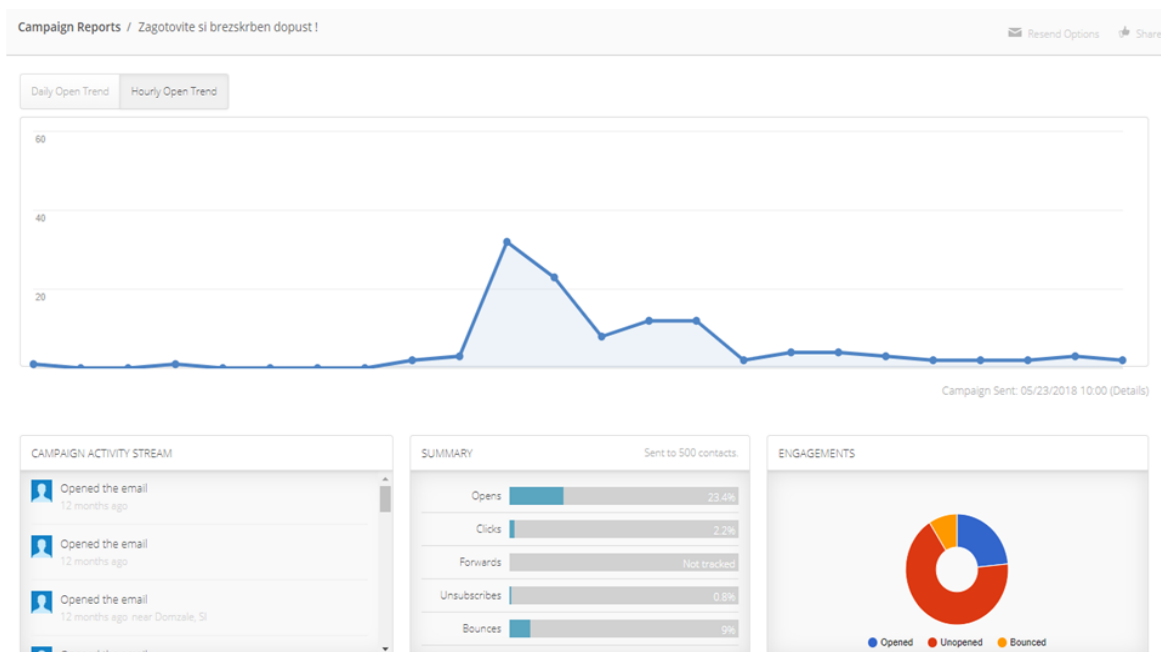 Campaign Reports / Zagotovite si brezskrben dopust !
Resend Options Share
Daily Open Trend Hourly Open Trend
60
40
20
Campaign Sent: 05/23/2018 10:00 (Details)
CAMPAIGN ACTIVITY STREAM
Opened the email
12 months ago
Opened the email
12 months ago
Opened the email
12 months ago near Domzale, SI
SUMMARY Sent to 500 contacts.
Opens 23.4%
Clicks 2.2%
Forwards Not tracked
Unsubscribes 0.8%
Bounces 9%
ENGAGEMENTS
Opened Unopened Bounced